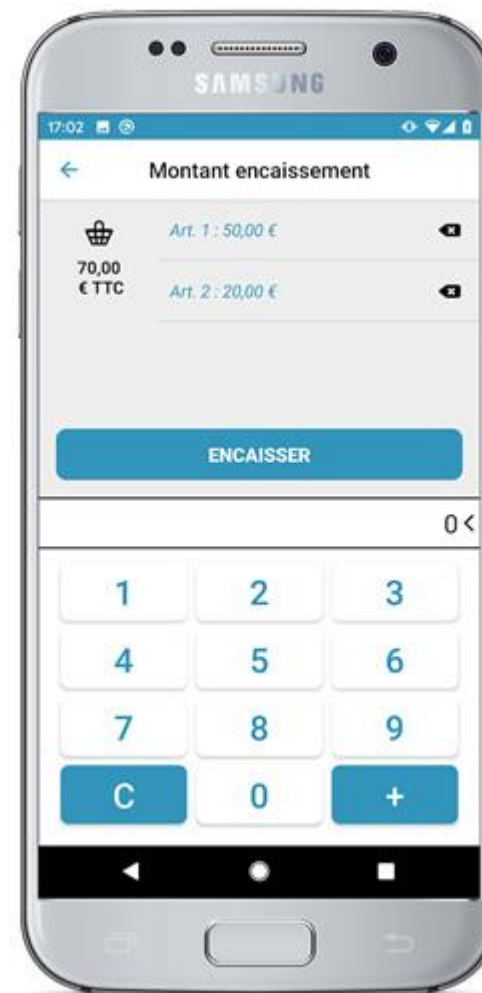 SAMSUNG
17:02
Montant encaissement
Art. 1 : 50,00 €
70,00
€ TTC
Art. 2 : 20,00 €
ENCAISSER
0<
1 2 3
4 5 6
7 8 9
C 0 +